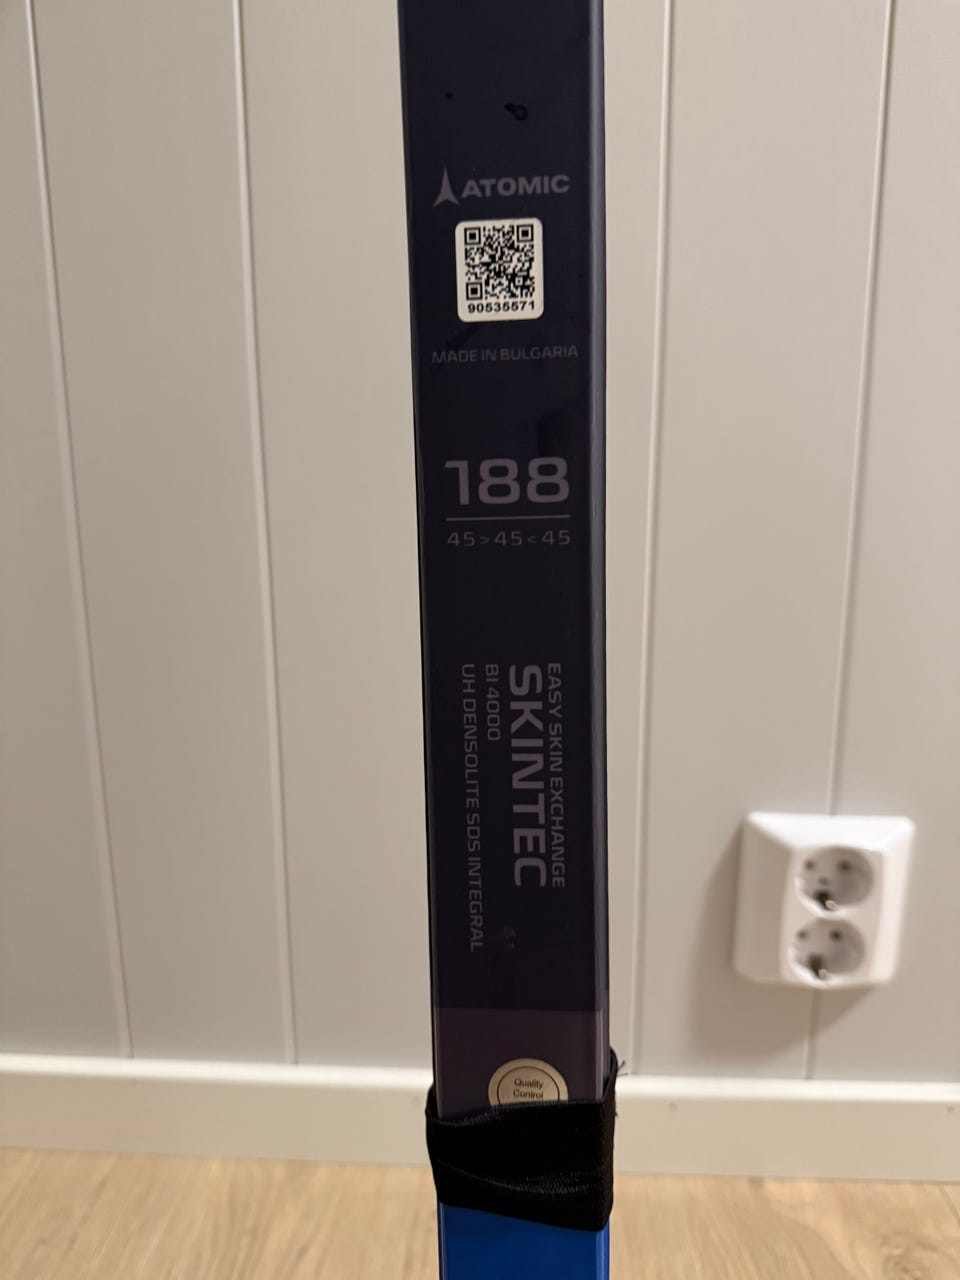 ATOMIC
90535571
MADE IN BULGARIA
188
45>45<45
EASY SKIN EXCHANGE
SKINTEC
BI 4000
UH DENSOLITE SDS INTEGRAL
Quality
Control